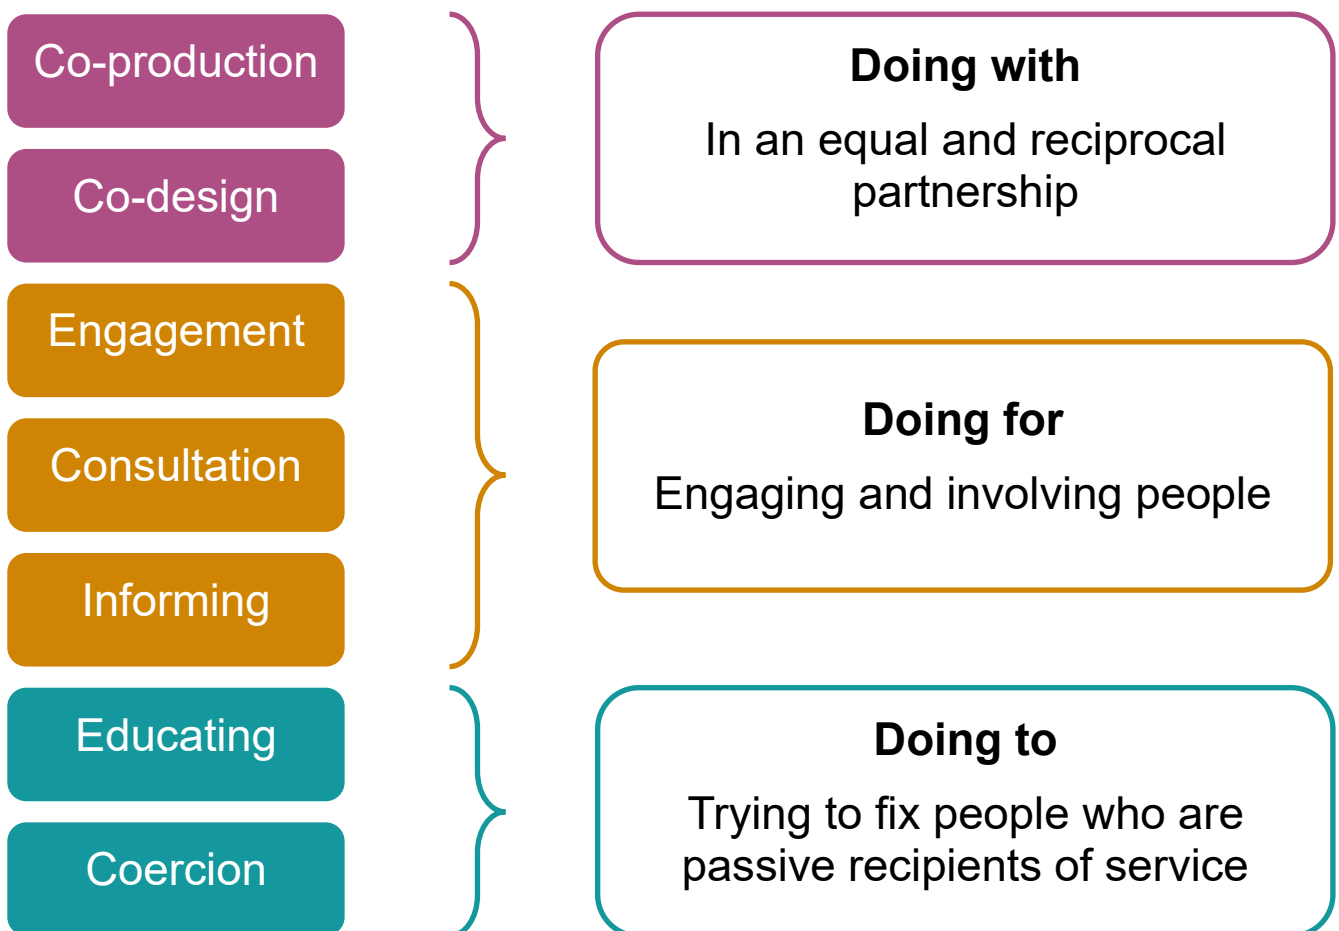 Co-production
Co-design
Doing with
In an equal and reciprocal
partnership
Engagement
Consultation
Informing
Doing for
Engaging and involving people
Educating
Coercion
Doing to
Trying to fix people who are
passive recipients of service